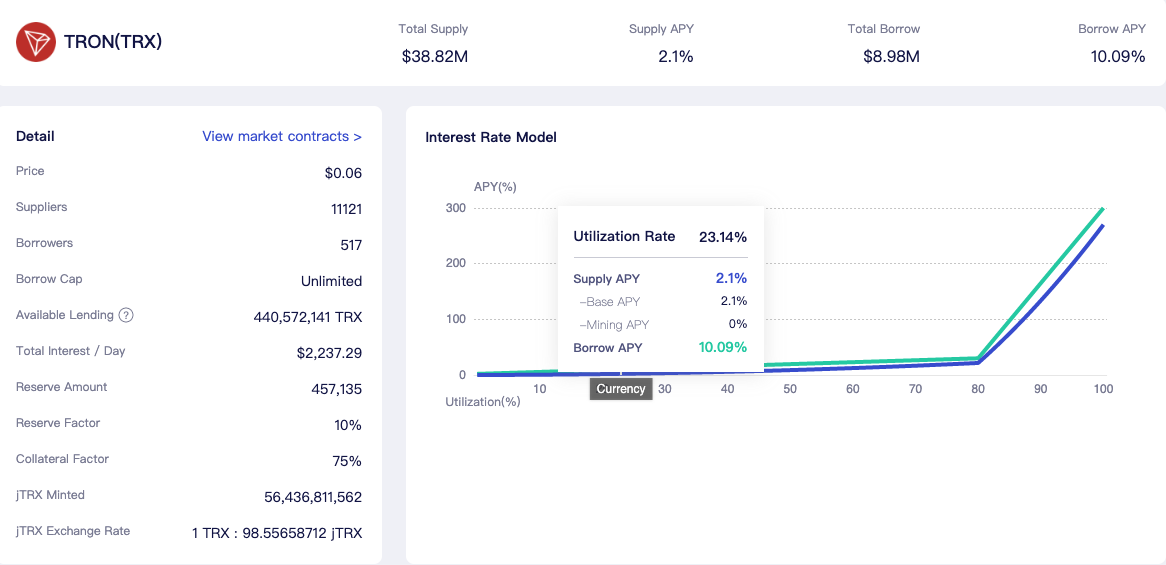 TRON(TRX)
Total Supply
$38.82M
Supply APY
2.1%
Total Borrow
$8.98M
Borrow APY
10.09%
Detail
View market contracts >
Price $0.06
Suppliers 11121
Borrowers 517
Borrow Cap Unlimited
Available Lending ? 440,572,141 TRX
Total Interest / Day $2,237.29
Reserve Amount 457,135
Reserve Factor 10%
Collateral Factor 75%
jTRX Minted 56,436,811,562
jTRX Exchange Rate 1 TRX : 98.55658712 jTRX
Interest Rate Model
APY(%)
300
200
100
0
Utilization Rate 23.14%
Supply APY 2.1%
–Base APY 2.1%
–Mining APY 0%
Borrow APY 10.09%
10 Currency 30 40 50 60 70 80 90 100
Utilization(%)